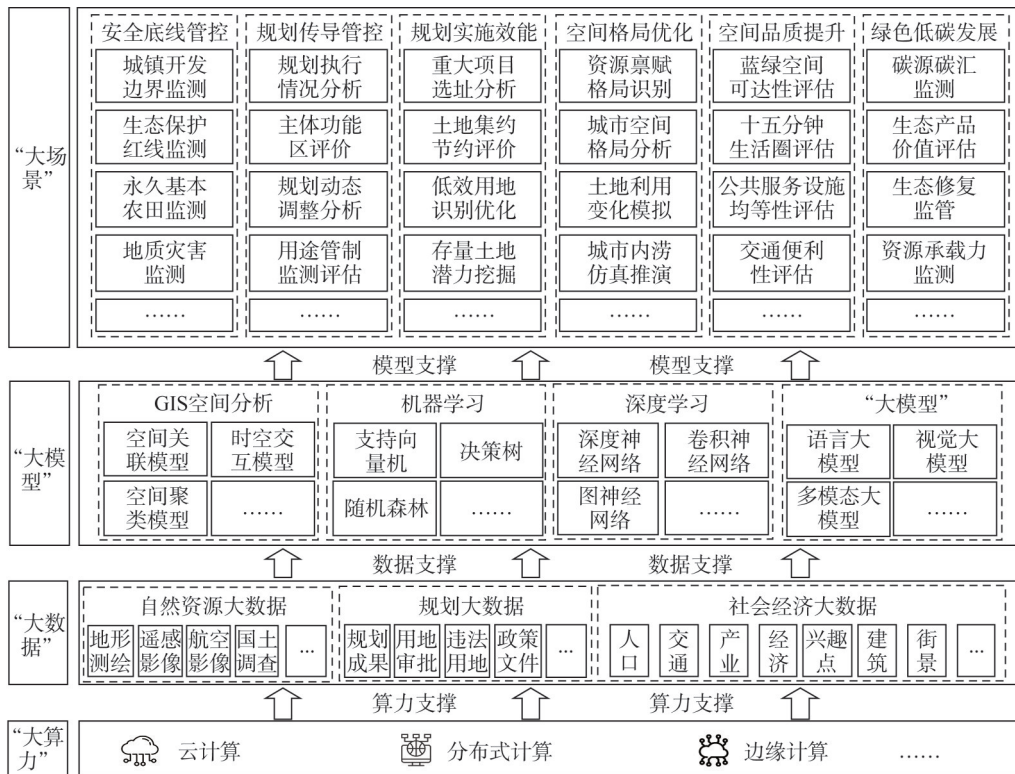 “大场
景”
安全底线管控
城镇开发
边界监测
生态保护
红线监测
永久基本
农田监测
地质灾害
监测
……
规划传导管控
规划执行
情况分析
主体功能
区评价
规划动态
调整分析
用途管制
监测评估
……
规划实施效能
重大项目
选址分析
土地集约
节约评价
低效用地
识别优化
存量土地
潜力挖掘
……
空间格局优化
资源禀赋
格局识别
城市空间
格局分析
土地利用
变化模拟
城市内涝
仿真推演
……
空间品质提升
蓝绿空间
可达性评估
十五分钟
生活圈评估
公共服务设施
均等性评估
交通便利
性评估
……
绿色低碳发展
碳源碳汇
监测
生态产品
价值评估
生态修复
监管
资源承载力
监测
……
模型支撑
模型支撑
“大模
型”
GIS空间分析
空间关
联模型
时空交
互模型
空间聚
类模型
……
机器学习
支持向
量机
决策树
随机森林
……
深度学习
深度神
经网络
卷积神
经网络
图神经
网络
……
“大模型”
语言大
模型
视觉大
模型
多模态大
模型
……
数据支撑
数据支撑
“大数
据”
自然资源大数据
地形
测绘
遥感
影像
航空
影像
国土
调查
...
规划大数据
规划
成果
用地
审批
违法
用地
政策
文件
...
社会经济大数据
人
口
交
通
产
业
经
济
兴趣
点
建
筑
街
景
...
算力支撑
算力支撑
“大算
力”
云计算
分布式计算
边缘计算
……